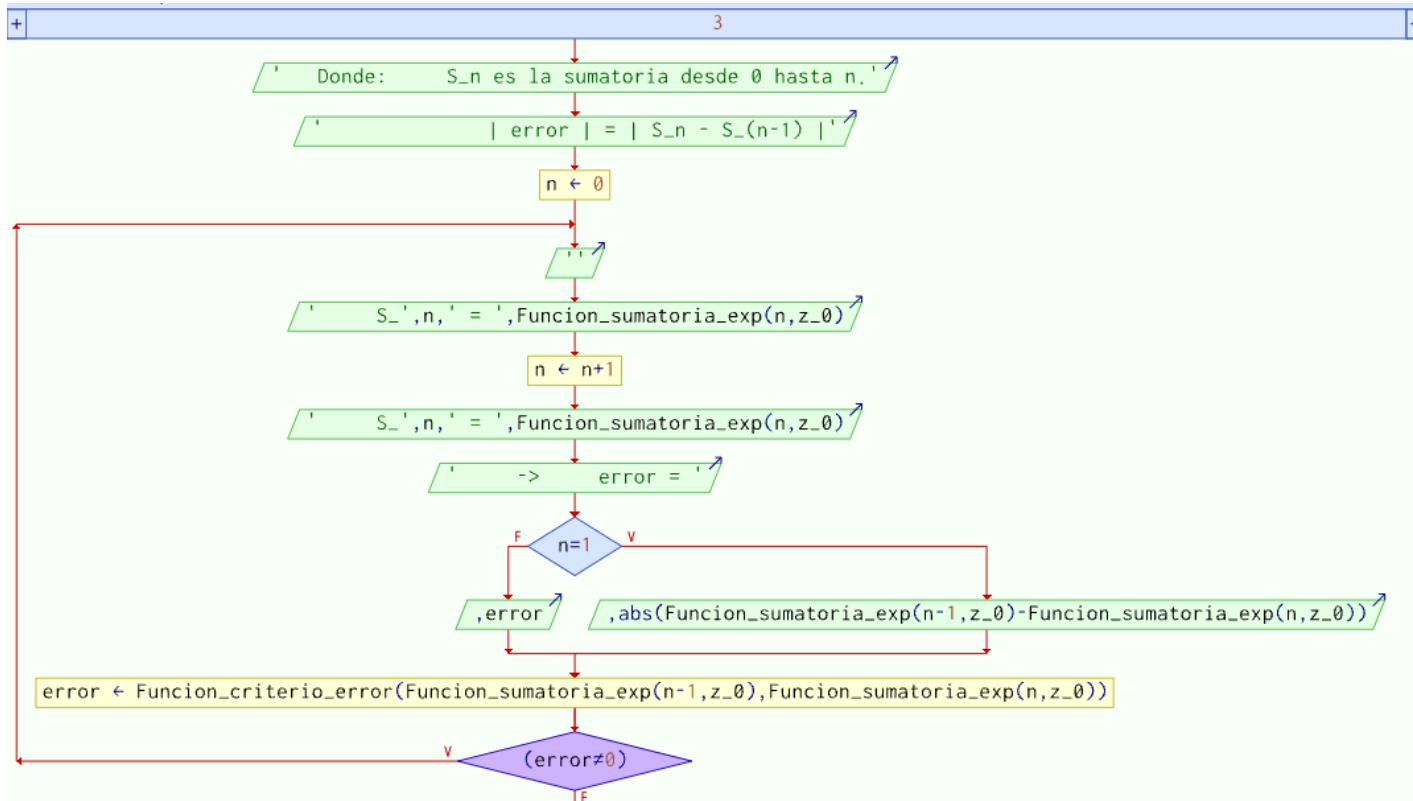 + 3
' Donde: S_n es la sumatoria desde 0 hasta n.'
' | error | = | S_n - S_(n-1) |'
n ← 0
''
' S_',n,' = ',Funcion_sumatoria_exp(n,z_0)
n ← n+1
' S_',n,' = ',Funcion_sumatoria_exp(n,z_0)
' -> error = '
F n=1 V
,error ,abs(Funcion_sumatoria_exp(n-1,z_0)-Funcion_sumatoria_exp(n,z_0))
error ← Funcion_criterio_error(Funcion_sumatoria_exp(n-1,z_0),Funcion_sumatoria_exp(n,z_0))
V (error≠0)
F